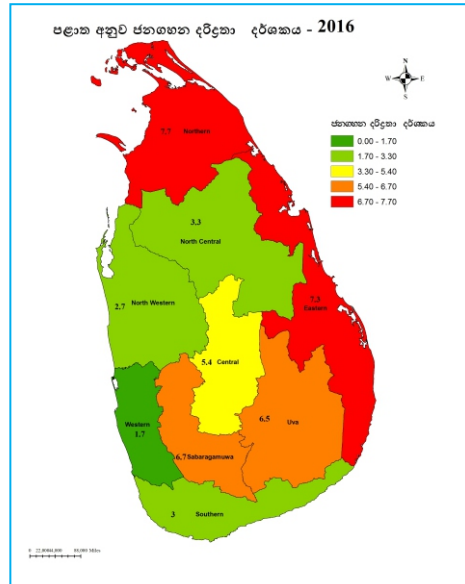 පළාත අනුව ජනගහන දරිද්‍රතා දර්ශකය - 2016
N
W E
S
ජනගහන දරිද්‍රතා දර්ශකය
0.00 - 1.70
1.70 - 3.30
3.30 - 5.40
5.40 - 6.70
6.70 - 7.70
7.7 Northern
3.3
North Central
2.7 North Western
7.3
Eastern
5.4 Central
6.5 Uva
Western
1.7
6.7 Sabaragamuwa
3 Southern